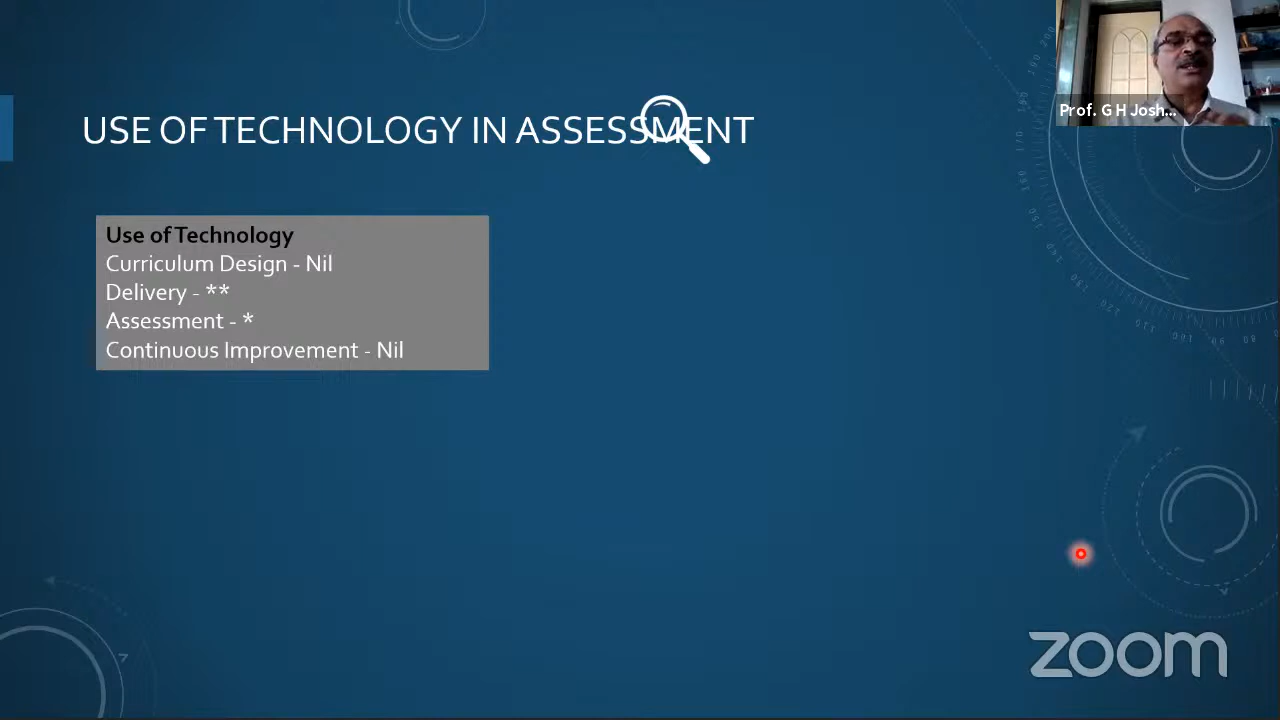 Prof. G H Josh...
USE OF TECHNOLOGY IN ASSESSMENT
Use of Technology
Curriculum Design - Nil
Delivery - **
Assessment - *
Continuous Improvement - Nil
zoom